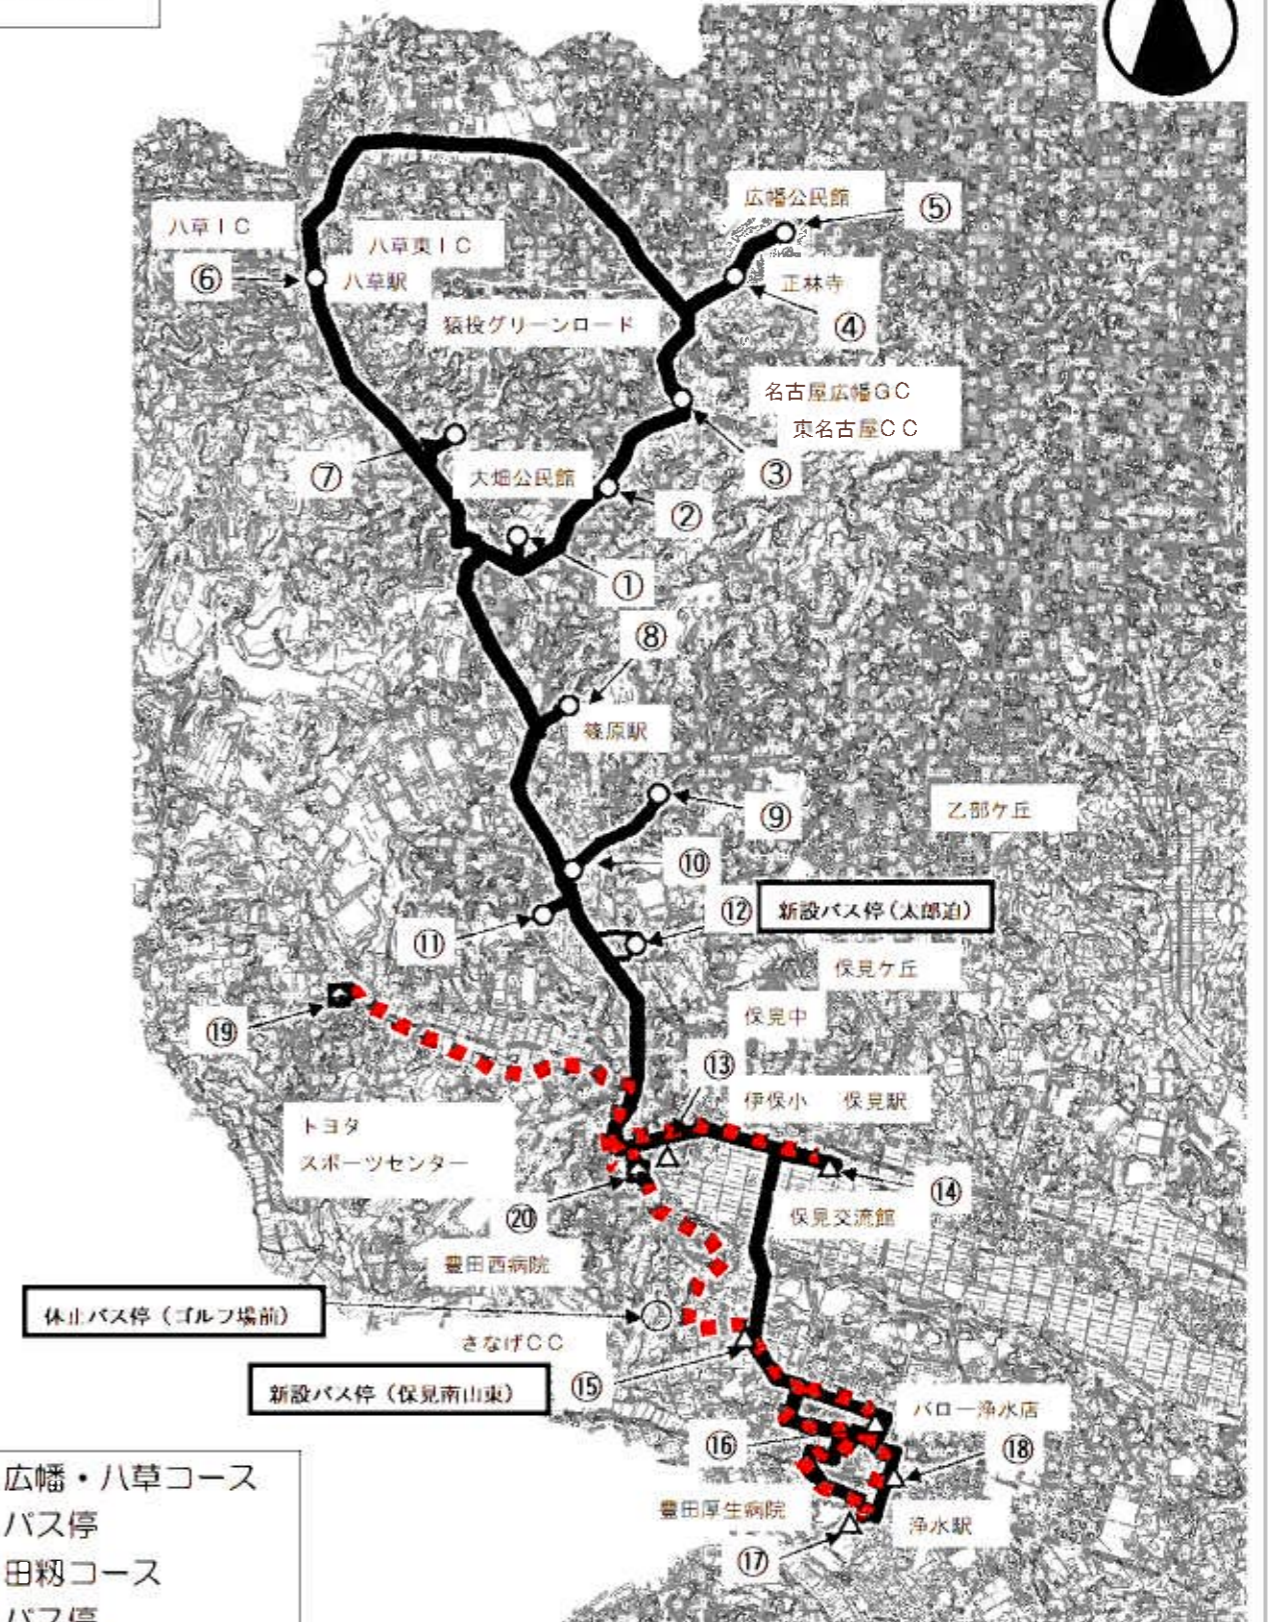 広幡公民館
⑤
八草IC
八草東IC
⑥
八草駅
正林寺
猿投グリーンロード
④
名古屋広幡GC
東名古屋CC
⑦
大畑公民館
③
②
①
⑧
篠原駅
⑨
乙部ケ丘
⑩
⑫
新設バス停(太郎迫)
⑪
保見ケ丘
保見中
⑲
⑬
伊保小
保見駅
トヨタ
スポーツセンター
⑭
⑳
保見交流館
豊田西病院
休止バス停(ゴルフ場前)
さなげCC
新設バス停(保見南山東)
⑮
バロー浄水店
⑯
⑱
豊田厚生病院
浄水駅
⑰
広幡・八草コース
バス停
田籾コース
バス停